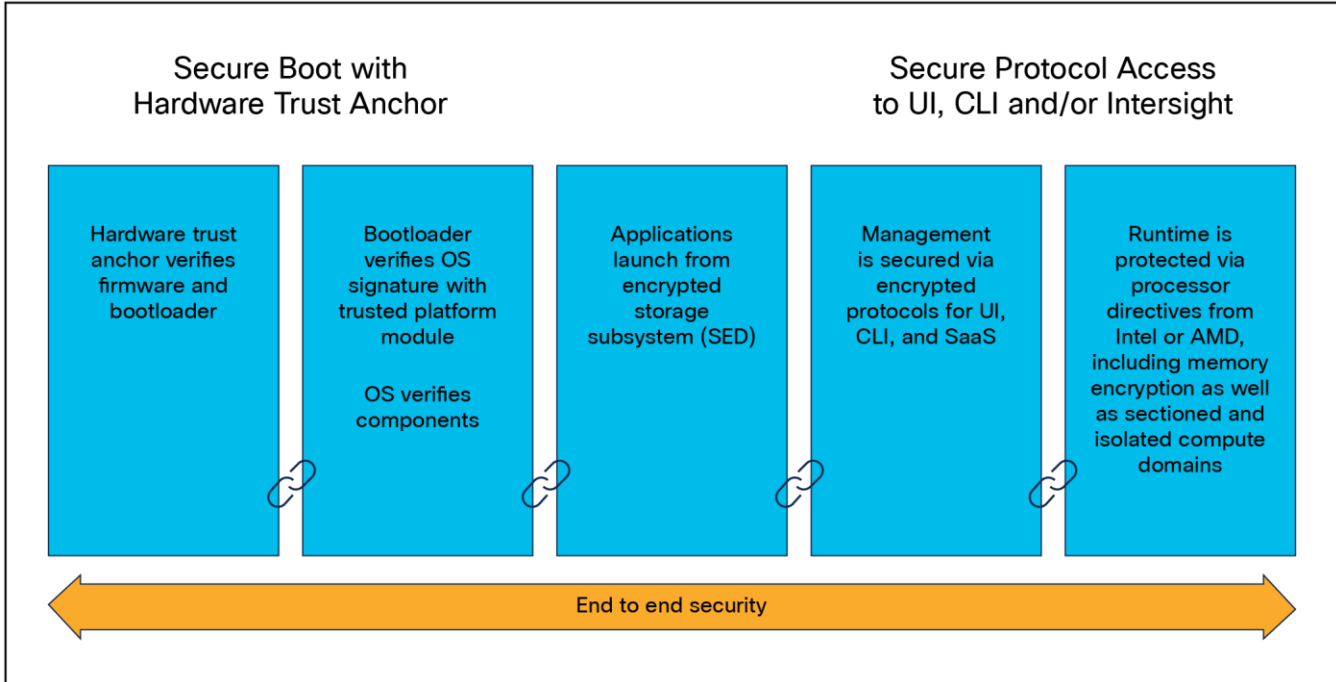 Secure Boot with
Hardware Trust Anchor
Secure Protocol Access
to UI, CLI and/or Intersight
Hardware trust
anchor verifies
firmware and
bootloader
Bootloader
verifies OS
signature with
trusted platform
module
OS verifies
components
Applications
launch from
encrypted
storage
subsystem (SED)
Management
is secured via
encrypted
protocols for UI,
CLI, and SaaS
Runtime is
protected via
processor
directives from
Intel or AMD,
including memory
encryption as well
as sectioned and
isolated compute
domains
End to end security